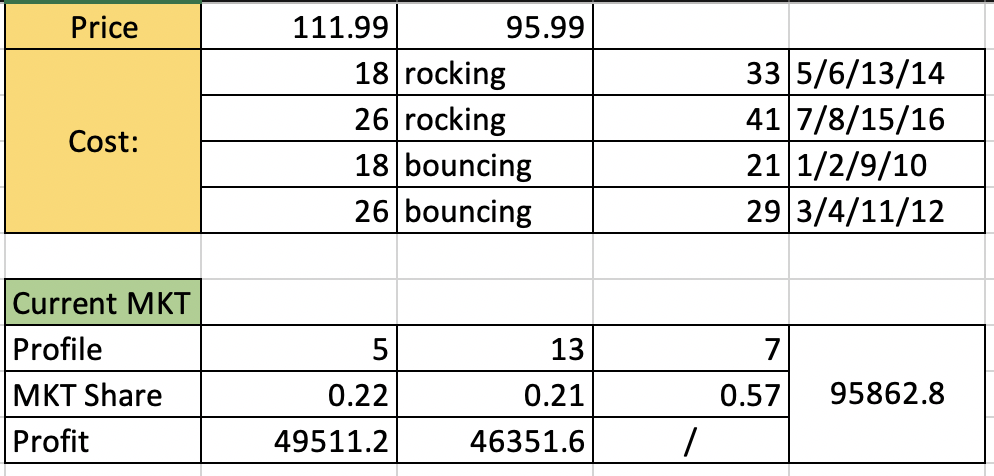 Price 111.99 95.99
18 rocking 33 5/6/13/14
26 rocking 41 7/8/15/16
Cost:
18 bouncing 21 1/2/9/10
26 bouncing 29 3/4/11/12
Current MKT
Profile 5 13 7
MKT Share 0.22 0.21 0.57 95862.8
Profit 49511.2 46351.6 /